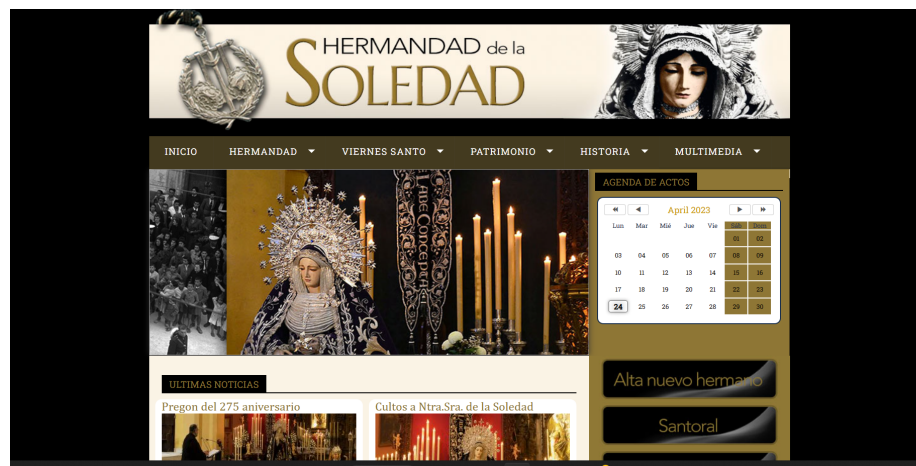 HERMANDAD de la
SOLEDAD
INICIO HERMANDAD VIERNES SANTO PATRIMONIO HISTORIA MULTIMEDIA
AGENDA DE ACTOS
April 2023
Lun Mar Mié Jue Vie Sáb Dom
01 02
03 04 05 06 07 08 09
10 11 12 13 14 15 16
17 18 19 20 21 22 23
24 25 26 27 28 29 30
Alta nuevo hermano
Santoral
ULTIMAS NOTICIAS
Pregon del 275 aniversario
Cultos a Ntra.Sra. de la Soledad